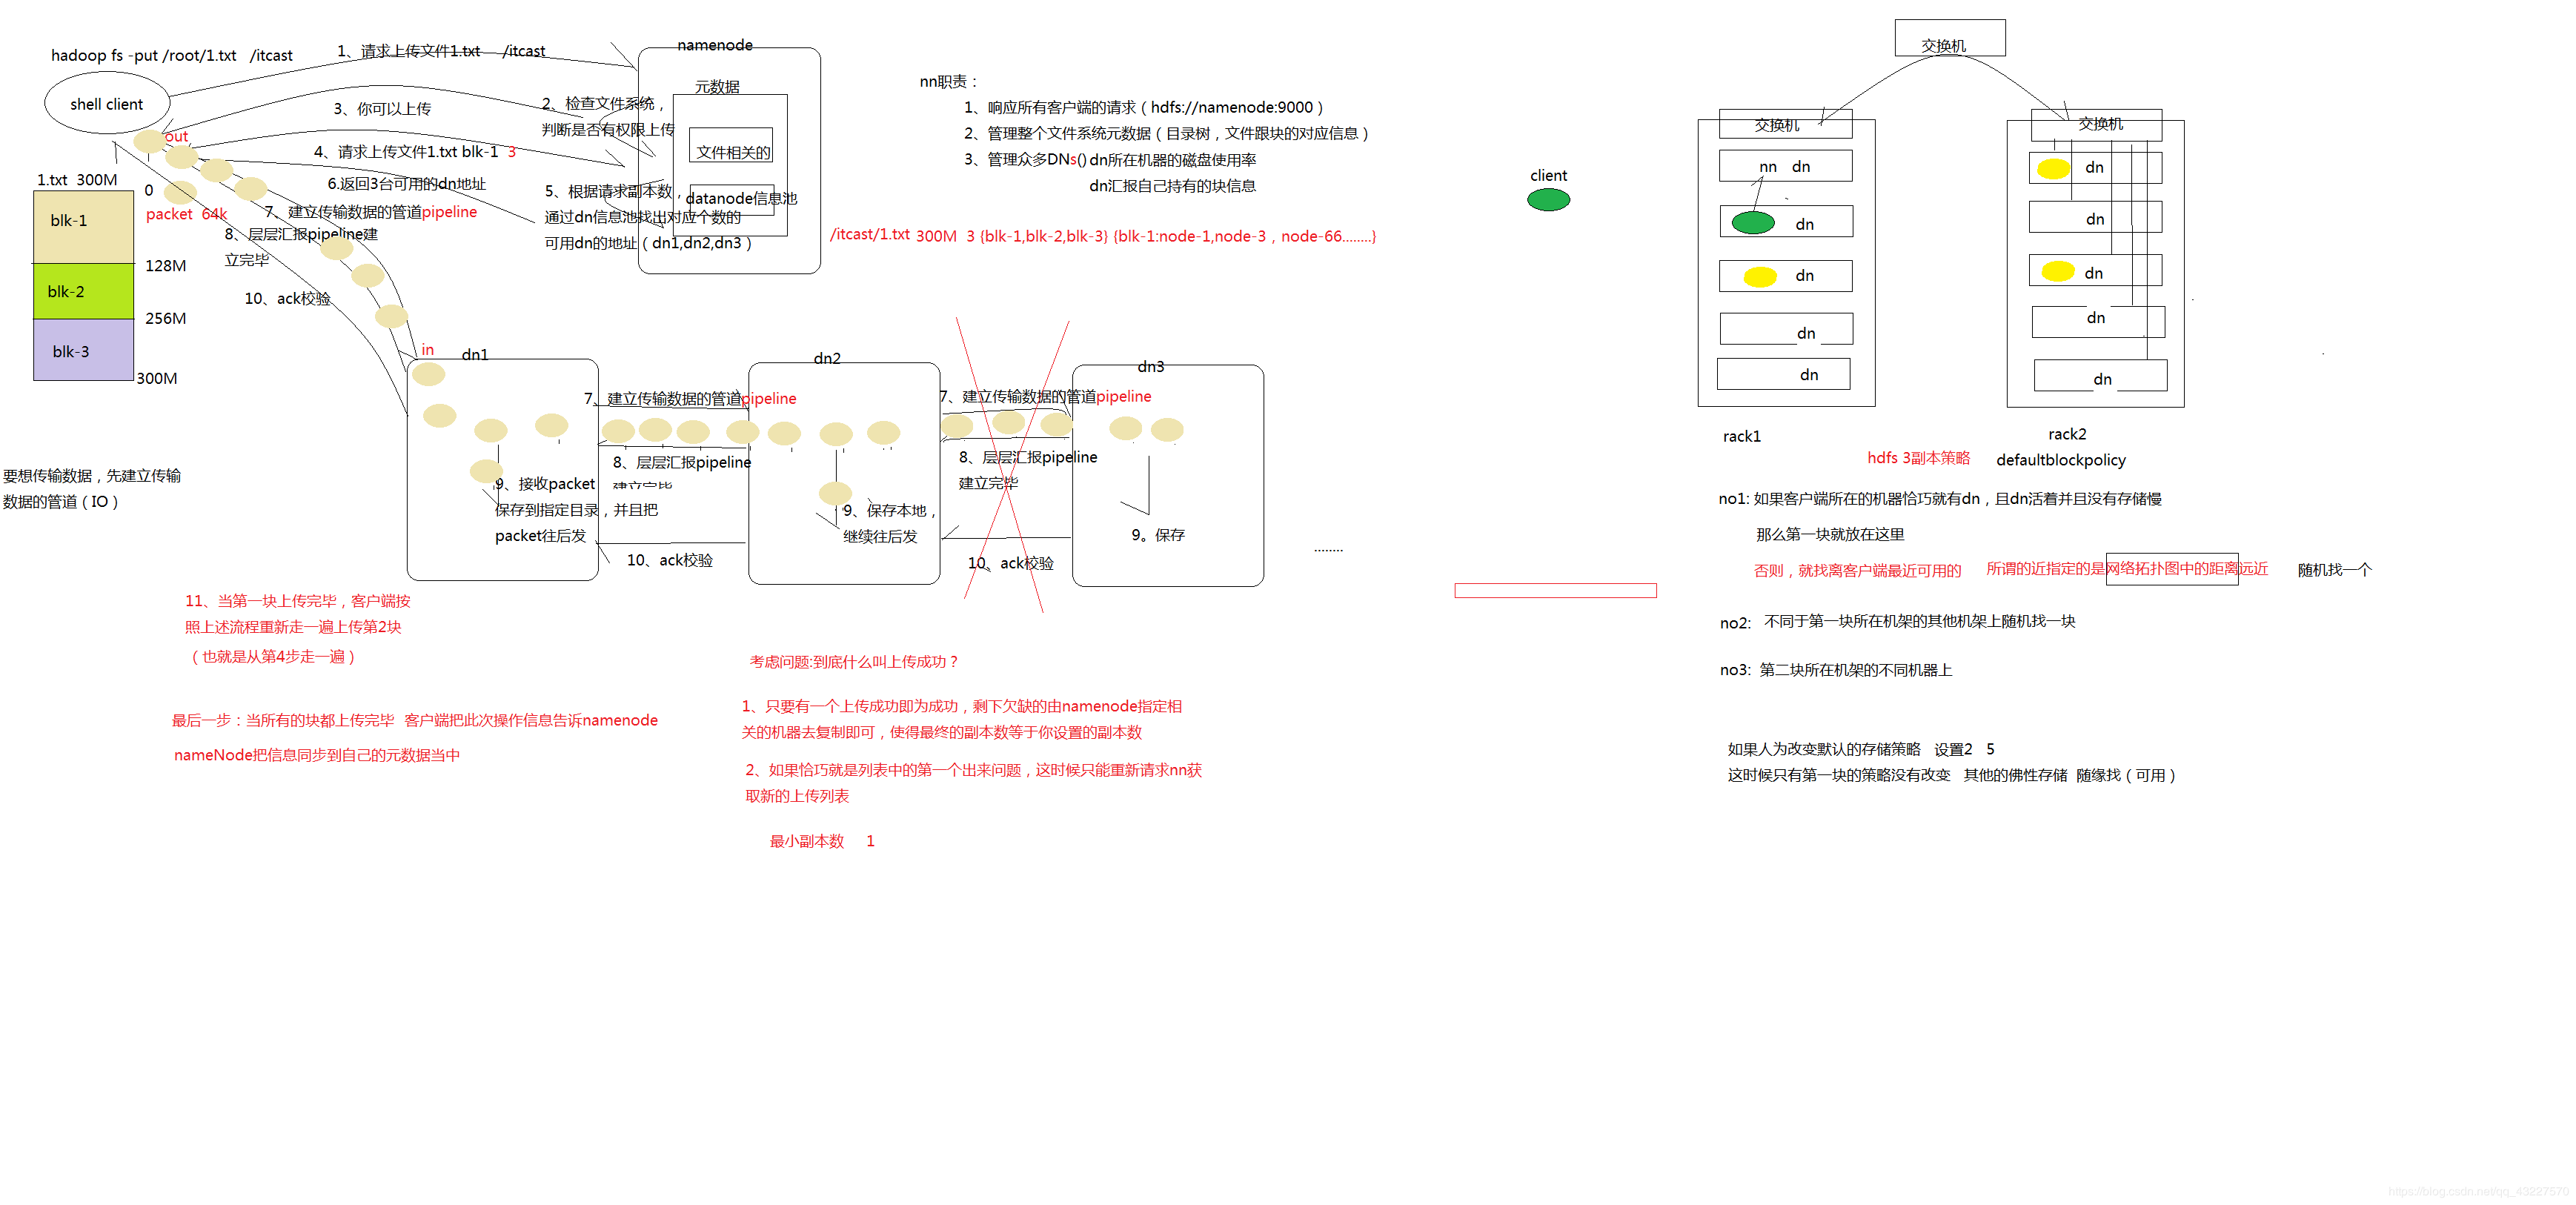 hadoop fs -put /root/1.txt /itcast
shell client
1、请求上传文件1.txt /itcast
namenode
元数据
文件相关的
datanode信息池
2、检查文件系统，
判断是否有权限上传
3、你可以上传
out
4、请求上传文件1.txt blk-1 3
5、根据请求副本数，
通过dn信息池找出对应个数的
可用dn的地址（dn1,dn2,dn3）
6.返回3台可用的dn地址
1.txt 300M
0
blk-1
128M
blk-2
256M
blk-3
300M
packet 64k
7、建立传输数据的管道pipeline
8、层层汇报pipeline建
立完毕
10、ack校验
in
dn1
dn2
dn3
7、建立传输数据的管道pipeline
7、建立传输数据的管道pipeline
8、层层汇报pipeline
建立完毕
8、层层汇报pipeline
建立完毕
9、接收packet
保存到指定目录，并且把
packet往后发
9、保存本地，
继续往后发
9。保存
10、ack校验
10、ack校验
........
要想传输数据，先建立传输
数据的管道（IO）
11、当第一块上传完毕，客户端按
照上述流程重新走一遍上传第2块
（也就是从第4步走一遍）
最后一步：当所有的块都上传完毕 客户端把此次操作信息告诉namenode
nameNode把信息同步到自己的元数据当中
考虑问题:到底什么叫上传成功？
1、只要有一个上传成功即为成功，剩下欠缺的由namenode指定相
关的机器去复制即可，使得最终的副本数等于你设置的副本数
2、如果恰巧就是列表中的第一个出来问题，这时候只能重新请求nn获
取新的上传列表
最小副本数 1
nn职责：
1、响应所有客户端的请求（hdfs://namenode:9000）
2、管理整个文件系统元数据（目录树，文件跟块的对应信息）
3、管理众多DNs() dn所在机器的磁盘使用率
dn汇报自己持有的块信息
/itcast/1.txt 300M 3 {blk-1,blk-2,blk-3} {blk-1:node-1,node-3，node-66........}
client
交换机
交换机
nn dn
dn
dn
dn
dn
rack1
交换机
dn
dn
dn
dn
dn
rack2
hdfs 3副本策略 defaultblockpolicy
no1: 如果客户端所在的机器恰巧就有dn，且dn活着并且没有存储慢
那么第一块就放在这里
否则，就找离客户端最近可用的 所谓的近指定的是网络拓扑图中的距离远近 随机找一个
no2: 不同于第一块所在机架的其他机架上随机找一块
no3: 第二块所在机架的不同机器上
如果人为改变默认的存储策略 设置2 5
这时候只有第一块的策略没有改变 其他的佛性存储 随缘找（可用）
https://blog.csdn.net/qq_43227570